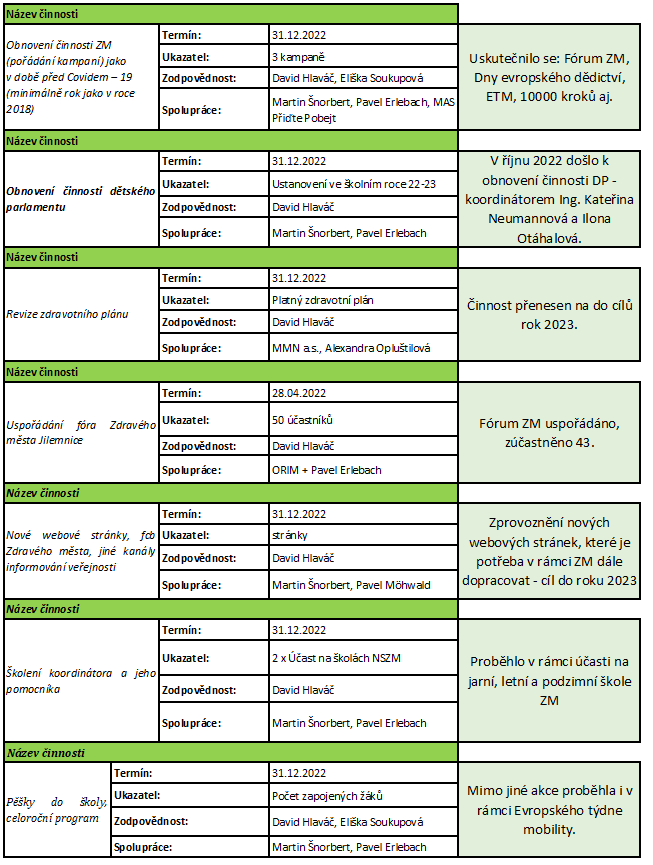 Název činnosti
Obnovení činnosti ZM
(pořádání kampaní) jako
v době před Covidem – 19
(minimálně rok jako v roce
2018)
Termín:
31.12.2022
Ukazatel:
3 kampaně
Zodpovědnost:
David Hlaváč, Eliška Soukupová
Spolupráce:
Martin Šnorbert, Pavel Erlebach, MAS
Přiďte Pobejt
Uskutečnilo se: Fórum ZM,
Dny evropského dědictví,
ETM, 10000 kroků aj.
Název činnosti
Obnovení činnosti dětského
parlamentu
Termín:
31.12.2022
Ukazatel:
Ustanovení ve školním roce 22-23
Zodpovědnost:
David Hlaváč
Spolupráce:
Martin Šnorbert, Pavel Erlebach
V říjnu 2022 došlo k
obnovení činnosti DP -
koordinátorem Ing. Kateřina
Neumannová a Ilona
Otáhalová.
Název činnosti
Revize zdravotního plánu
Termín:
31.12.2022
Ukazatel:
Platný zdravotní plán
Zodpovědnost:
David Hlaváč
Spolupráce:
MMN a.s., Alexandra Opluštilová
Činnost přenesen na do cílů
rok 2023.
Název činnosti
Uspořádání fóra Zdravého
města Jilemnice
Termín:
28.04.2022
Ukazatel:
50 účastníků
Zodpovědnost:
David Hlaváč
Spolupráce:
ORIM + Pavel Erlebach
Fórum ZM uspořádáno,
zúčastněno 43.
Název činnosti
Nové webové stránky, fcb
Zdravého města, jiné kanály
informování veřejnosti
Termín:
31.12.2022
Ukazatel:
stránky
Zodpovědnost:
David Hlaváč
Spolupráce:
Martin Šnorbert, Pavel Möhwald
Zprovoznění nových
webových stránek, které je
potřeba v rámci ZM dále
dopracovat - cíl do roku 2023
Název činnosti
Školení koordinátora a jeho
pomocníka
Termín:
31.12.2022
Ukazatel:
2 x Účast na školách NSZM
Zodpovědnost:
David Hlaváč
Spolupráce:
Martin Šnorbert, Pavel Erlebach
Proběhlo v rámci účasti na
jarní, letní a podzimní škole
ZM
Název činnosti
Pěšky do školy,
celoroční program
Termín:
31.12.2022
Ukazatel:
Počet zapojených žáků
Zodpovědnost:
David Hlaváč, Eliška Soukupová
Spolupráce:
Martin Šnorbert, Pavel Erlebach
Mimo jiné akce proběhla i v
rámci Evropského týdne
mobility.